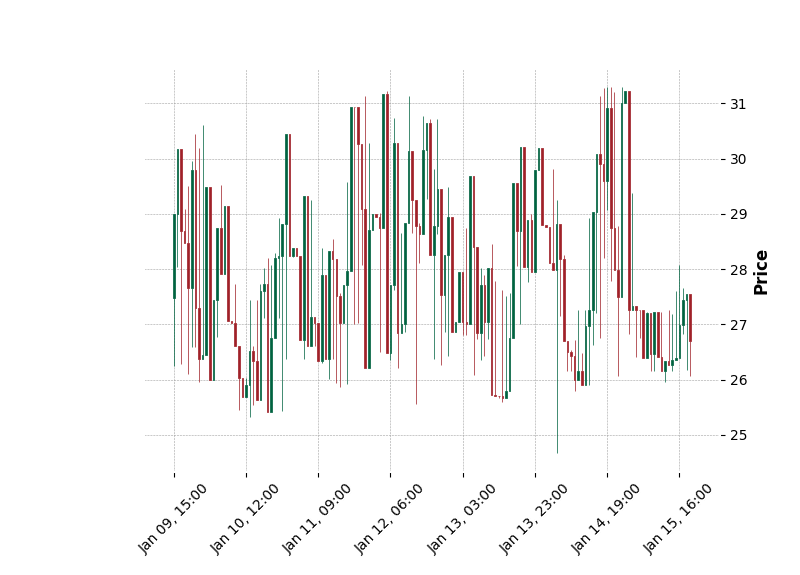 31
30
29
28
27
26
25
Price
Jan 09, 15:00
Jan 10, 12:00
Jan 11, 09:00
Jan 12, 06:00
Jan 13, 03:00
Jan 13, 23:00
Jan 14, 19:00
Jan 15, 16:00